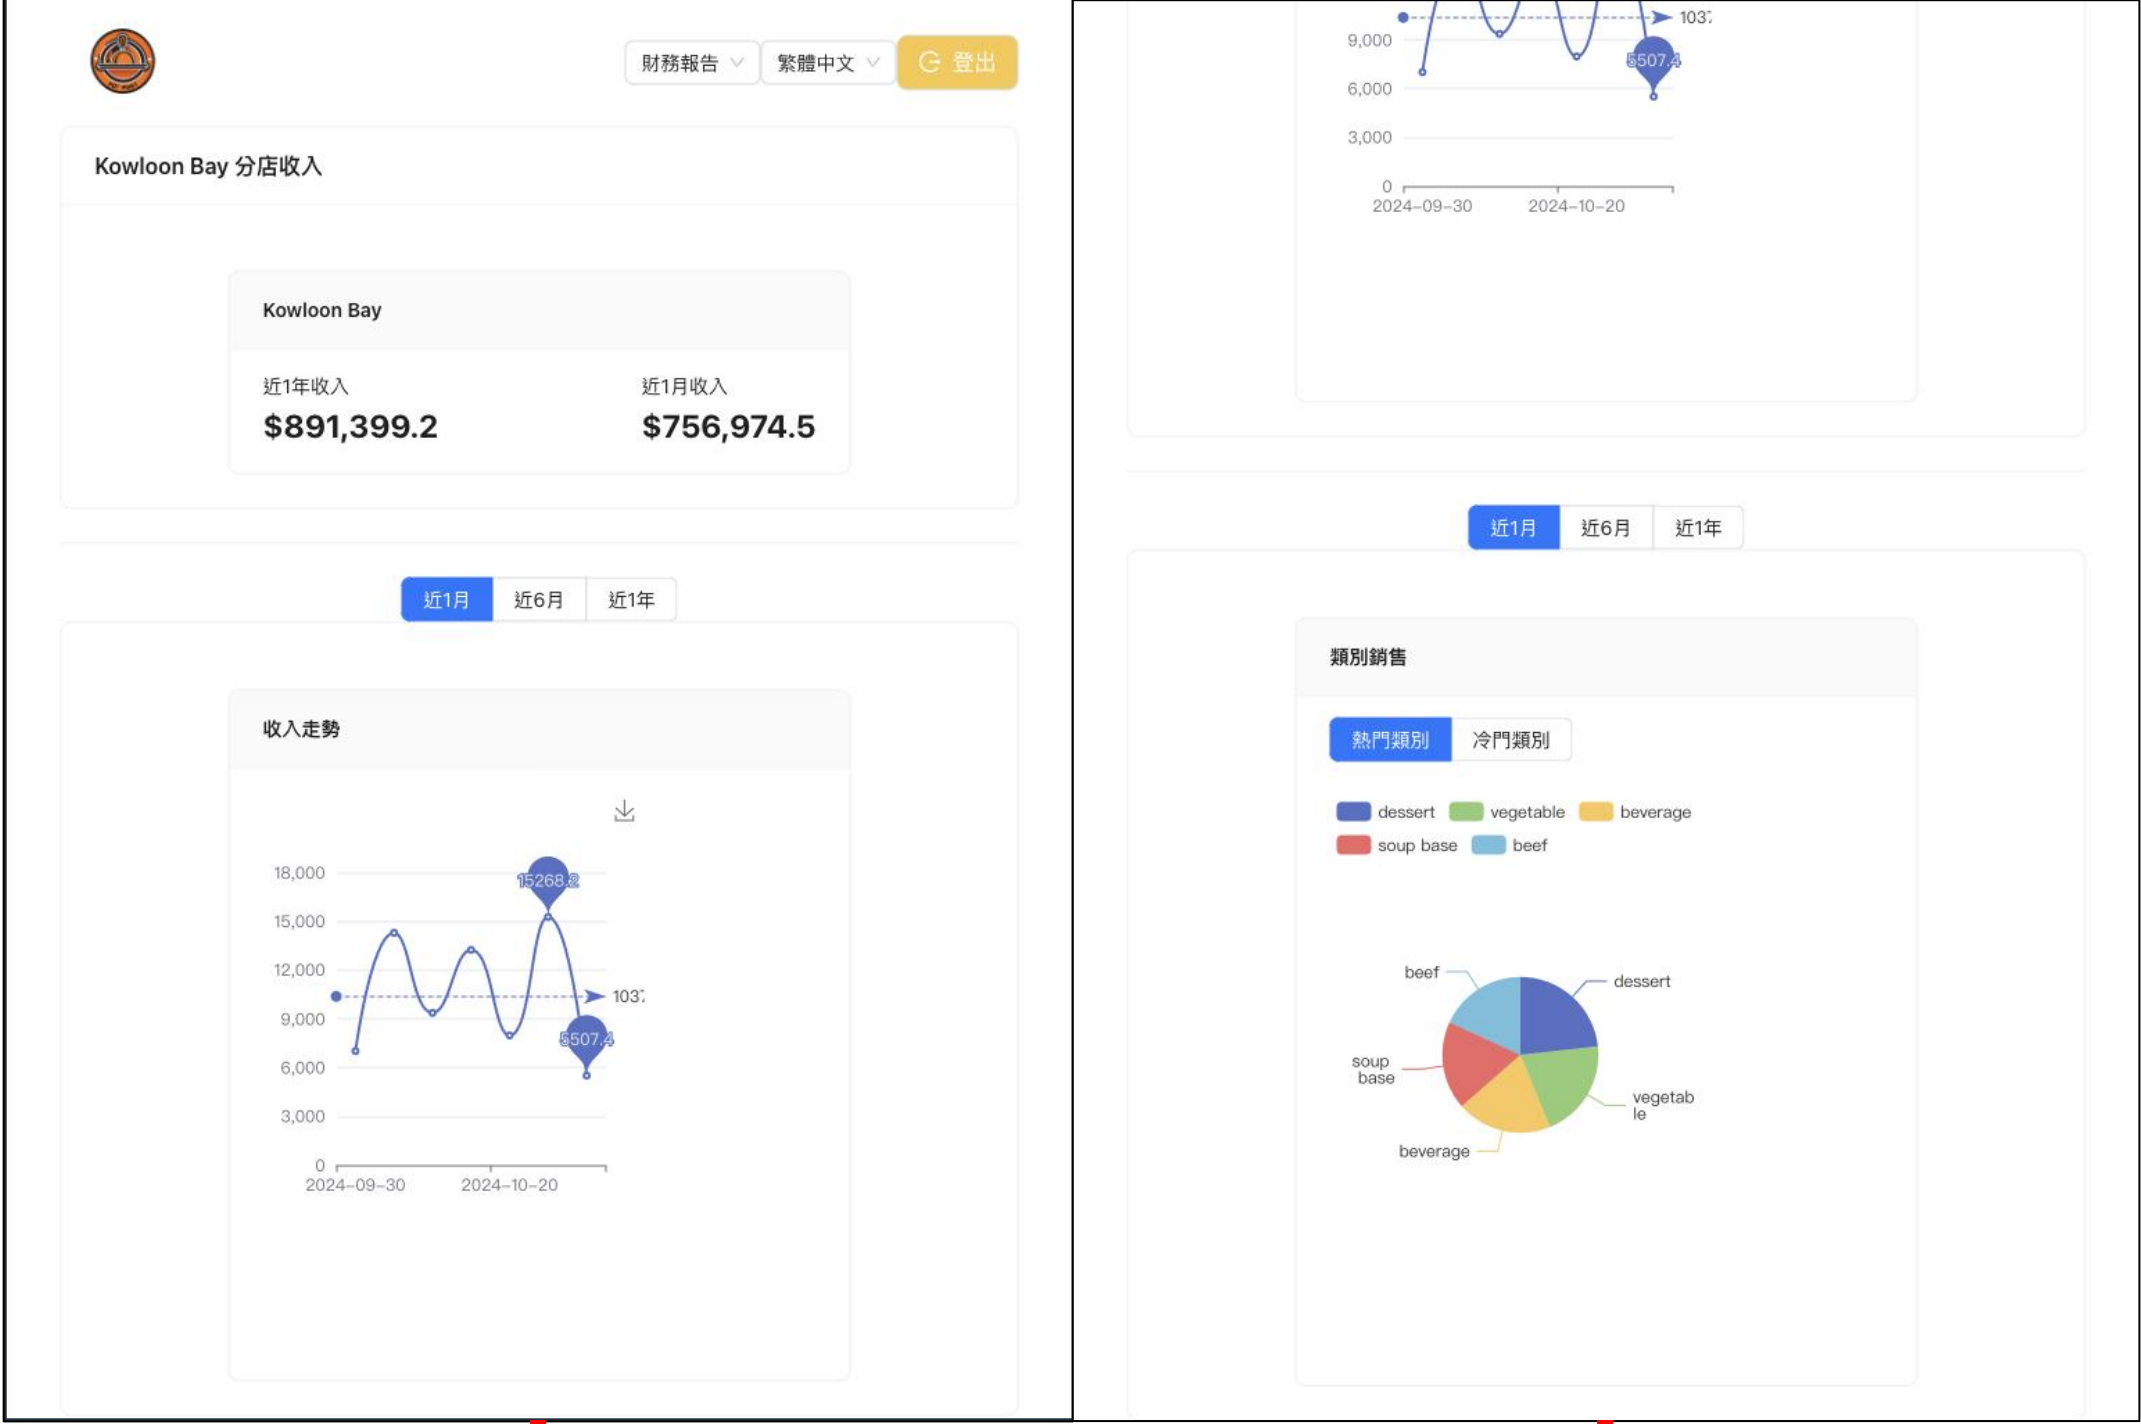 財務報告
繁體中文
登出
Kowloon Bay 分店收入
Kowloon Bay
近1年收入
近1月收入
$891,399.2
$756,974.5
近1月
近6月
近1年
收入走勢
18,000
15,000
12,000
9,000
6,000
3,000
0
15268.2
5507.4
2024-09-30
2024-10-20
9,000
6,000
3,000
0
5507.4
2024-09-30
2024-10-20
近1月
近6月
近1年
類別銷售
熱門類別
冷門類別
dessert
vegetable
beverage
soup base
beef
beef
dessert
soup
base
vegetab
le
beverage